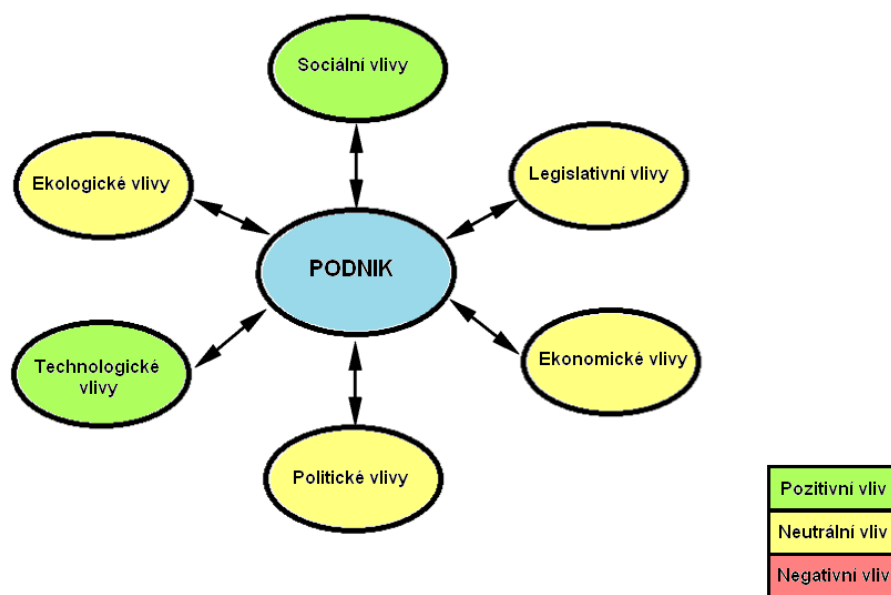 Sociální vlivy
Ekologické vlivy
Legislativní vlivy
PODNIK
Technologické
vlivy
Ekonomické vlivy
Politické vlivy
Pozitivní vliv
Neutrální vliv
Negativní vliv